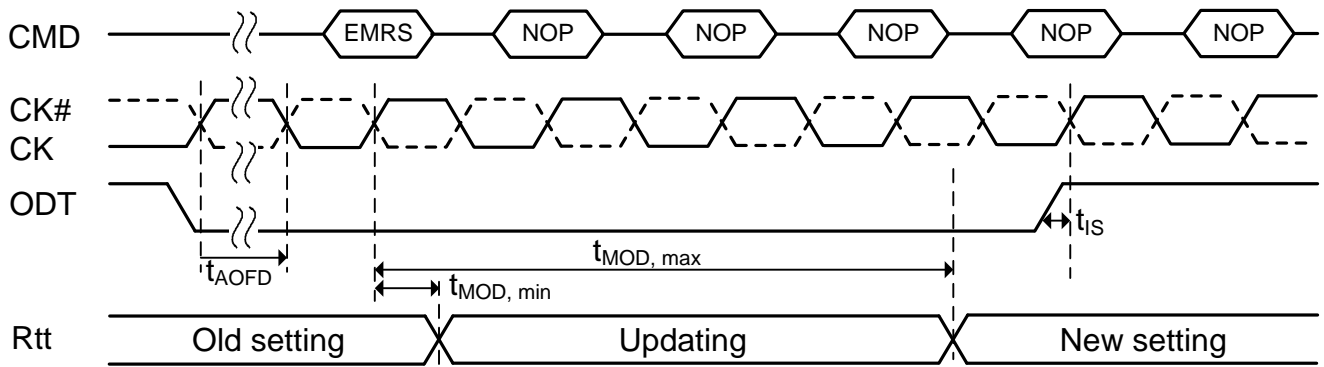 CMD EMRS NOP NOP NOP NOP NOP
CK#
CK
ODT
tIS
tAOFD
tMOD, max
tMOD, min
Rtt Old setting Updating New setting